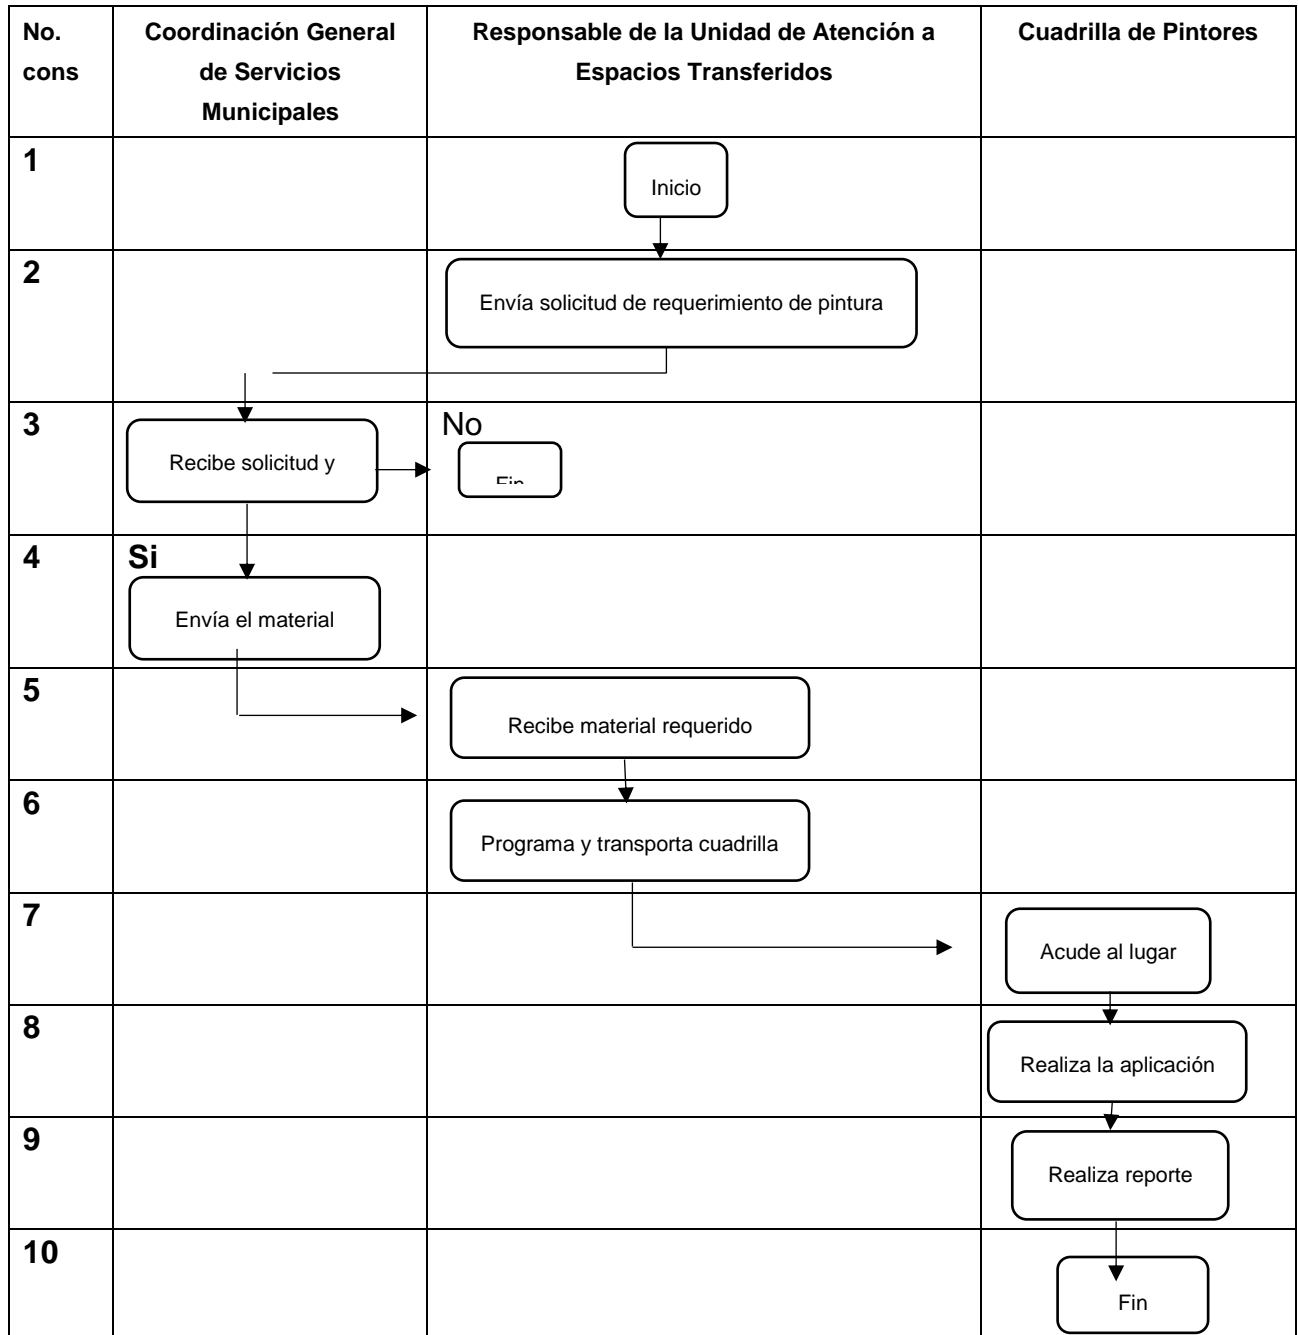 No.
cons
Coordinación General
de Servicios
Municipales
Responsable de la Unidad de Atención a
Espacios Transferidos
Cuadrilla de Pintores
1
Inicio
2
Envía solicitud de requerimiento de pintura
3
Recibe solicitud y
No
Fin
4
Si
Envía el material
5
Recibe material requerido
6
Programa y transporta cuadrilla
7
Acude al lugar
8
Realiza la aplicación
9
Realiza reporte
10
Fin